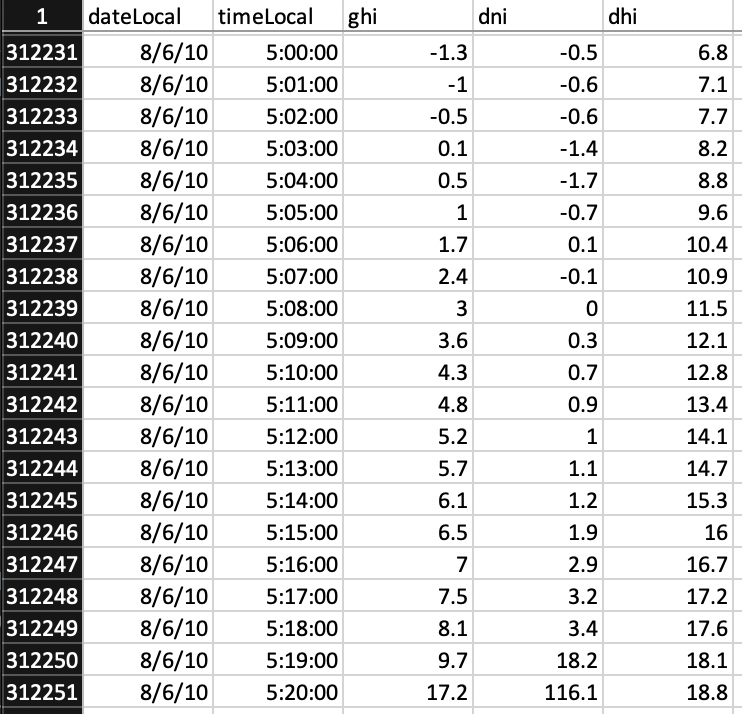 1 dateLocal timeLocal ghi dni dhi
312231 8/6/10 5:00:00 -1.3 -0.5 6.8
312232 8/6/10 5:01:00 -1 -0.6 7.1
312233 8/6/10 5:02:00 -0.5 -0.6 7.7
312234 8/6/10 5:03:00 0.1 -1.4 8.2
312235 8/6/10 5:04:00 0.5 -1.7 8.8
312236 8/6/10 5:05:00 1 -0.7 9.6
312237 8/6/10 5:06:00 1.7 0.1 10.4
312238 8/6/10 5:07:00 2.4 -0.1 10.9
312239 8/6/10 5:08:00 3 0 11.5
312240 8/6/10 5:09:00 3.6 0.3 12.1
312241 8/6/10 5:10:00 4.3 0.7 12.8
312242 8/6/10 5:11:00 4.8 0.9 13.4
312243 8/6/10 5:12:00 5.2 1 14.1
312244 8/6/10 5:13:00 5.7 1.1 14.7
312245 8/6/10 5:14:00 6.1 1.2 15.3
312246 8/6/10 5:15:00 6.5 1.9 16
312247 8/6/10 5:16:00 7 2.9 16.7
312248 8/6/10 5:17:00 7.5 3.2 17.2
312249 8/6/10 5:18:00 8.1 3.4 17.6
312250 8/6/10 5:19:00 9.7 18.2 18.1
312251 8/6/10 5:20:00 17.2 116.1 18.8